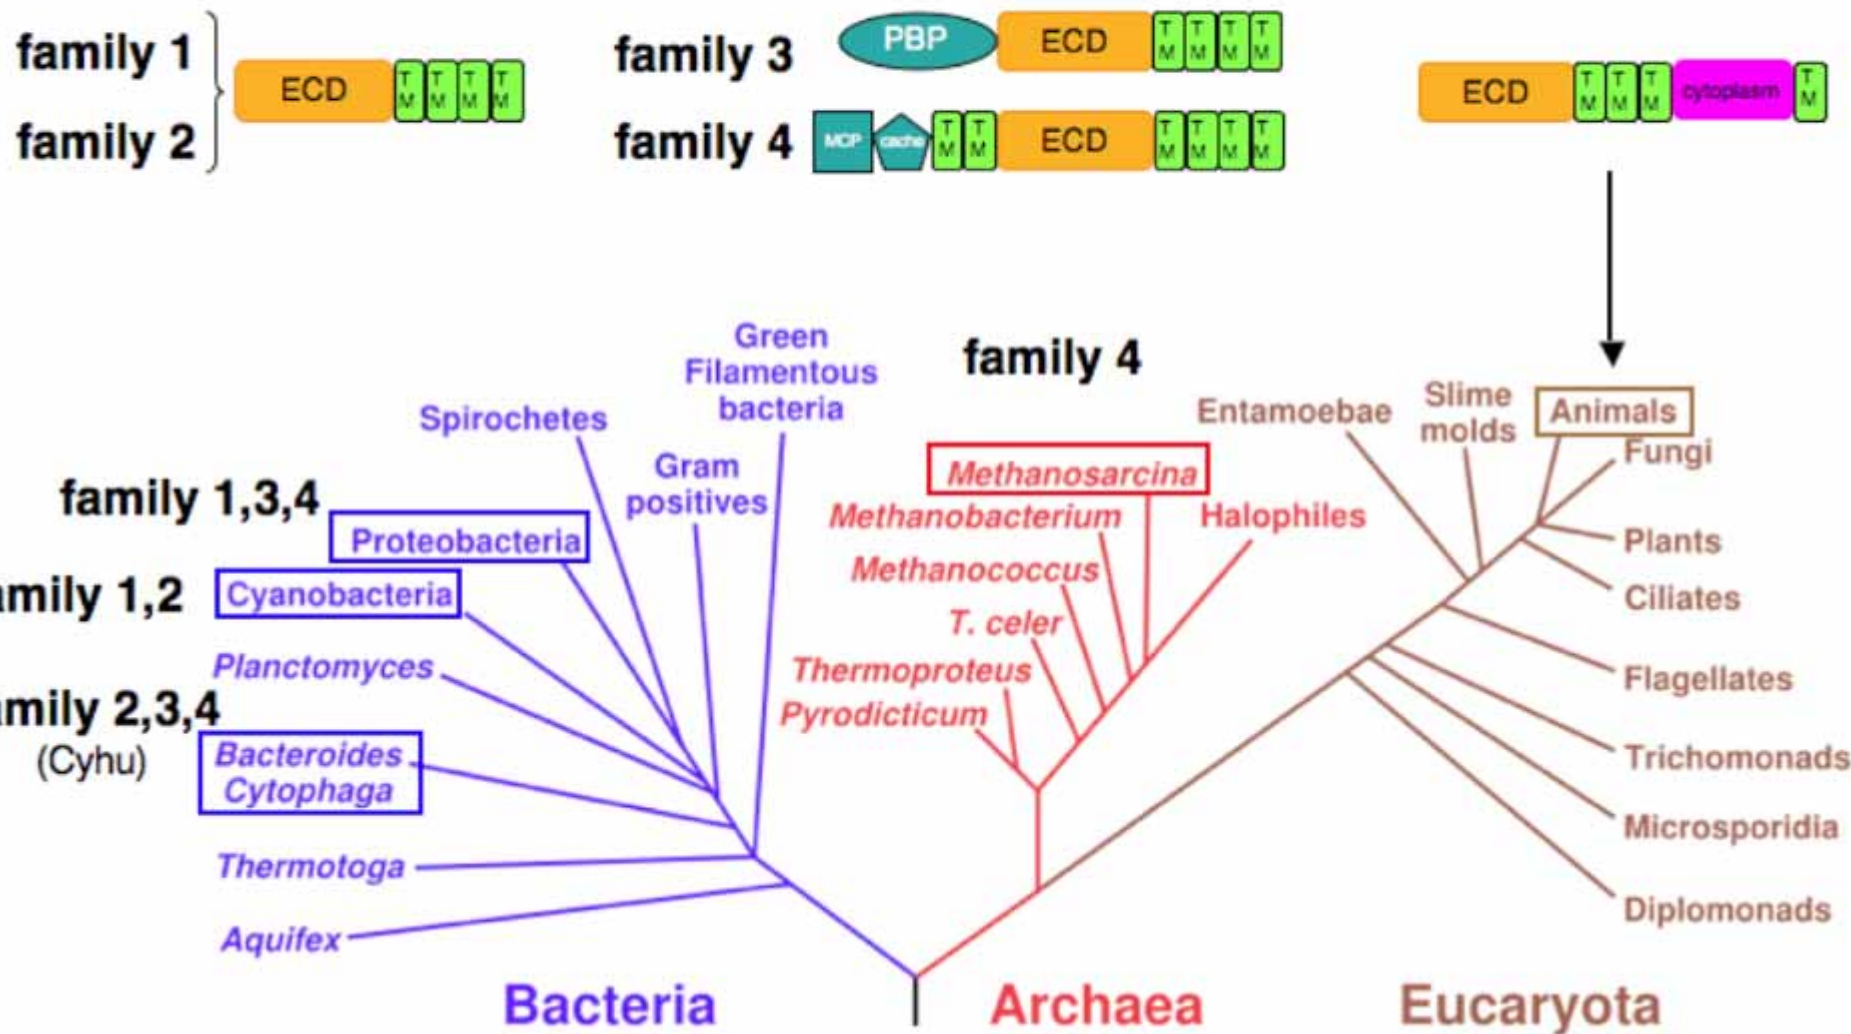 family 1
family 2
ECD T M T M T M T M
family 3
PBP ECD T M T M T M T M
family 4
MCP cache T M T M ECD T M T M T M T M
ECD T M T M T M cytoplasm T M
Green
Filamentous
bacteria
Spirochetes
Gram
positives
family 1,3,4
Proteobacteria
amily 1,2
Cyanobacteria
Planctomyces
amily 2,3,4
(Cyhu)
Bacteroides
Cytophaga
Thermotoga
Aquifex
Bacteria
family 4
Methanosarcina
Methanobacterium
Halophiles
Methanococcus
T. celer
Thermoproteus
Pyrodicticum
Archaea
Entamoebae
Slime
molds
Animals
Fungi
Plants
Ciliates
Flagellates
Trichomonads
Microsporidia
Diplomonads
Eucaryota